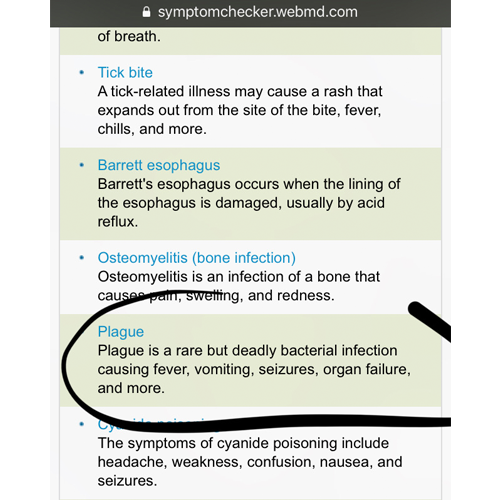 symptomchecker.webmd.com
of breath.
• Tick bite
A tick-related illness may cause a rash that
expands out from the site of the bite, fever,
chills, and more.
• Barrett esophagus
Barrett's esophagus occurs when the lining of
the esophagus is damaged, usually by acid
reflux.
• Osteomyelitis (bone infection)
Osteomyelitis is an infection of a bone that
causes pain, swelling, and redness.
Plague
Plague is a rare but deadly bacterial infection
causing fever, vomiting, seizures, organ failure,
and more.
• Cyanide poisoning
The symptoms of cyanide poisoning include
headache, weakness, confusion, nausea, and
seizures.